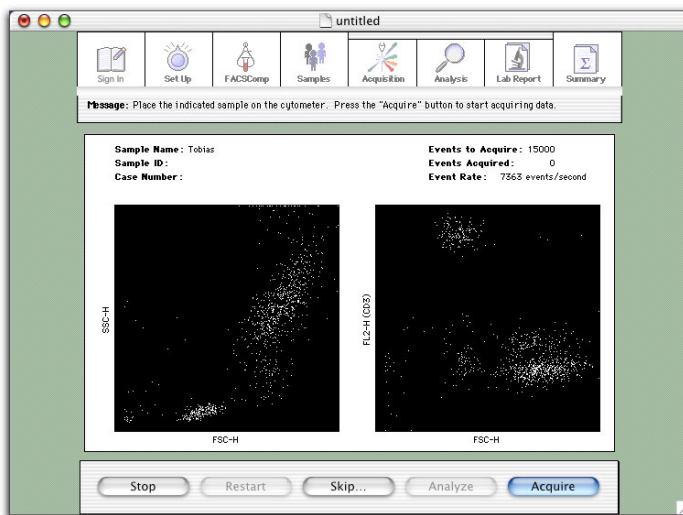 untitled
Sign In
Set Up
FACSComp
Samples
Acquisition
Analysis
Lab Report
Summary
Message: Place the indicated sample on the cytometer. Press the "Acquire" button to start acquiring data.
Sample Name: Tobias
Sample ID:
Case Number:
Events to Acquire: 15000
Events Acquired: 0
Event Rate: 7363 events/second
SSC-H
FSC-H
FL2-H (CD3)
FSC-H
Stop
Restart
Skip...
Analyze
Acquire